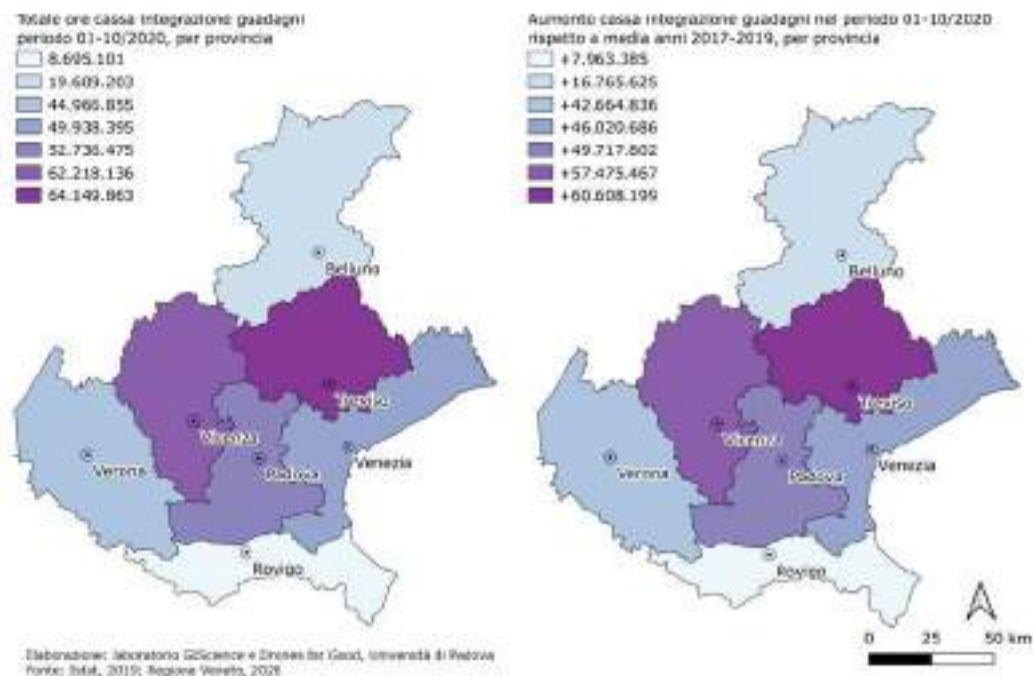 Totale ore cassa integrazione guadagni
periodo 01-10/2020, per provincia
8.695.101
19.609.203
44.966.855
49.938.395
52.736.475
62.218.136
64.149.863
Belluno
Treviso
Vicenza
Verona
Padova
Venezia
Rovigo
Elaborazione: laboratorio GIScience e Drones for Good, Università di Padova
Fonte: Istat, 2019; Regione Veneto, 2020
Aumento cassa integrazione guadagni nel periodo 01-10/2020
rispetto a media anni 2017-2019, per provincia
+7.963.385
+16.765.625
+42.664.836
+46.020.686
+49.717.802
+57.475.467
+60.608.199
Belluno
Treviso
Vicenza
Verona
Padova
Venezia
Rovigo
0 25 50 km